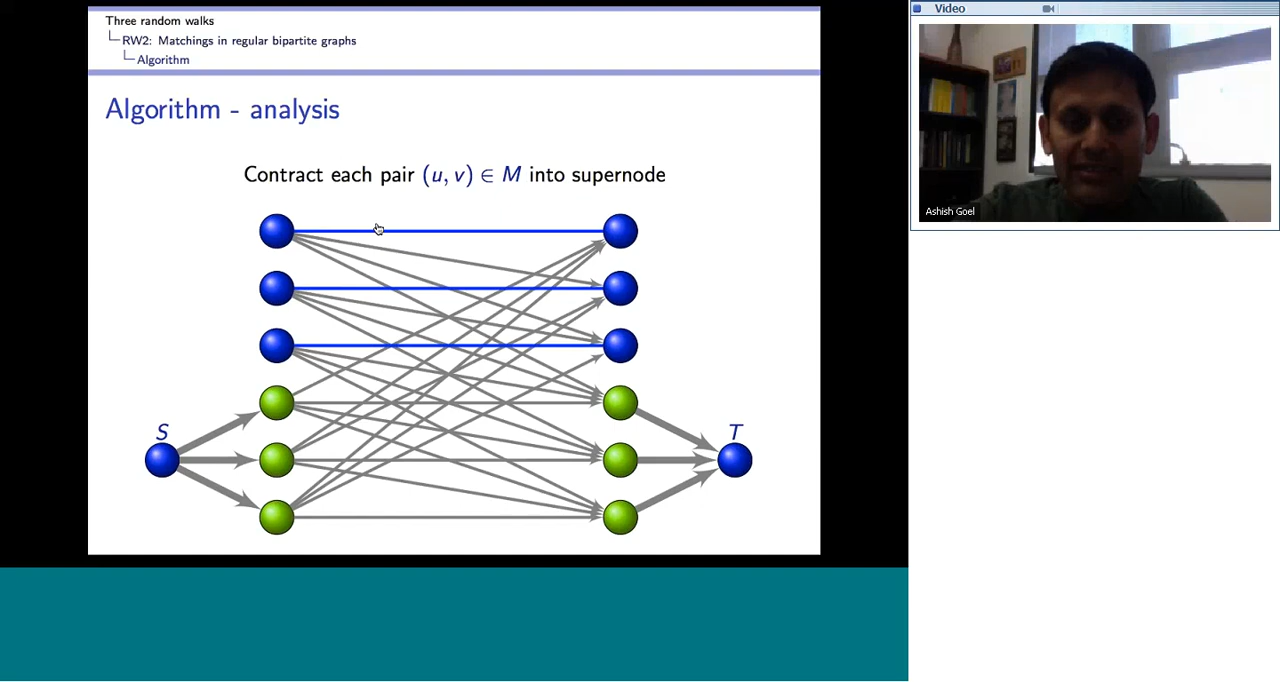 Three random walks
RW2: Matchings in regular bipartite graphs
Algorithm
Algorithm - analysis
Contract each pair (u, v) ∈ M into supernode
S
T
Video
Ashish Goel